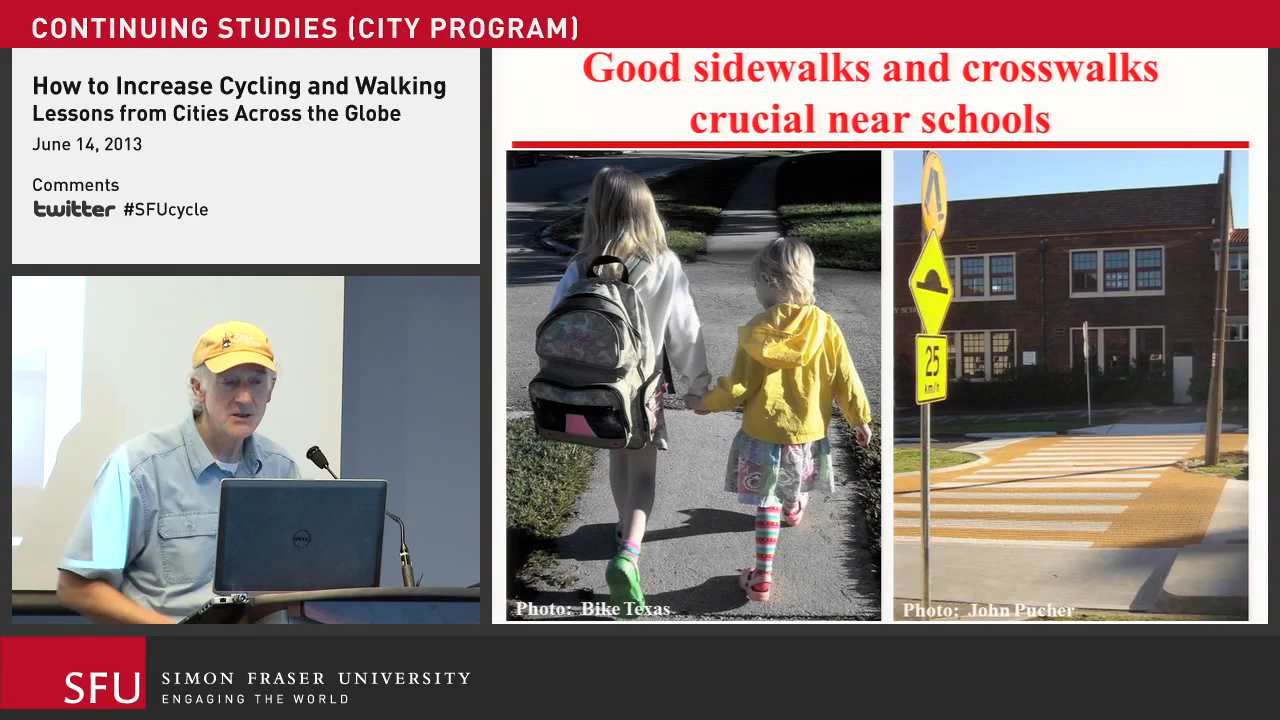 CONTINUING STUDIES (CITY PROGRAM)
How to Increase Cycling and Walking
Lessons from Cities Across the Globe
June 14, 2013
Comments
twitter #SFUcycle
Good sidewalks and crosswalks
crucial near schools
25
km/h
Photo: Bike Texas
Photo: John Pucher
DELL
SFU
SIMON FRASER UNIVERSITY
ENGAGING THE WORLD